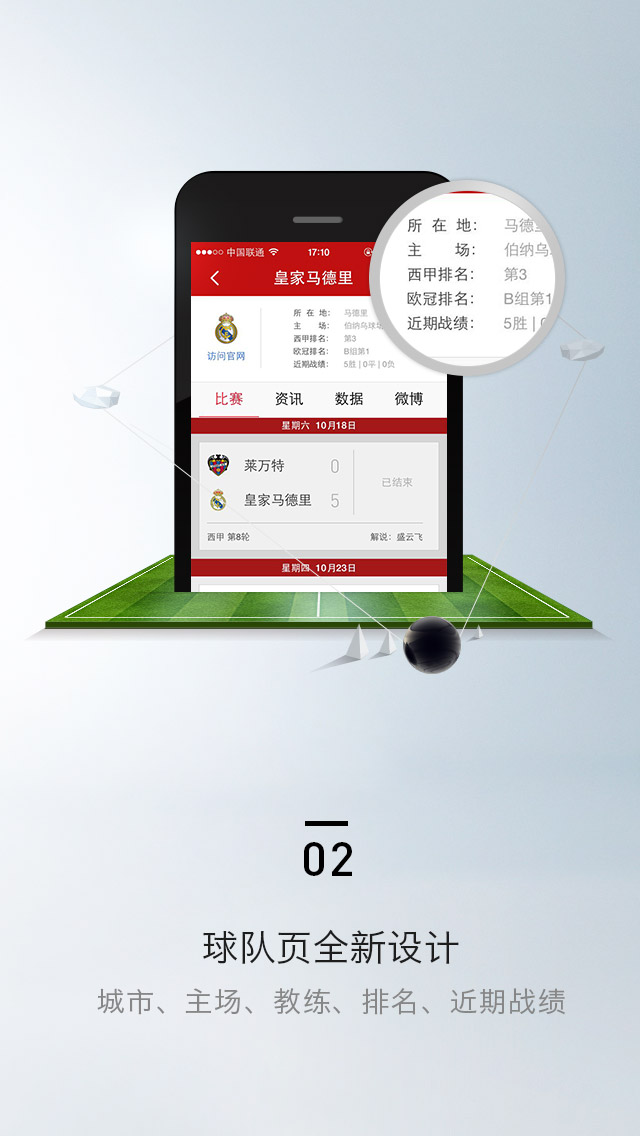 中国联通 17:10
皇家马德里
访问官网
所在地： 马德里
主场： 伯纳乌球场
西甲排名： 第3
欧冠排名： B组第1
近期战绩： 5胜 | 0平 | 0负
所在地：
主场： 伯纳乌
西甲排名： 第3
欧冠排名： B组第1
近期战绩： 5胜 |
比赛 资讯 数据 微博
星期六 10月18日
莱万特 0
皇家马德里 5
已结束
西甲 第8轮 解说：盛云飞
星期四 10月23日
02
球队页全新设计
城市、主场、教练、排名、近期战绩